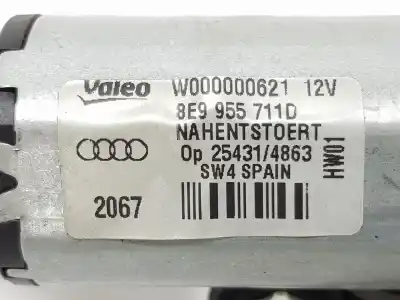 Valeo W000000621 12V
8E9 955 711D
NAHENTSTOERT
Op 25431/4863
SW4 SPAIN
HW01
2067